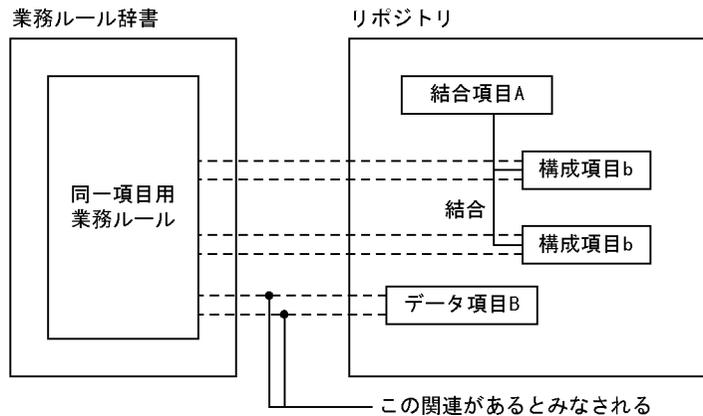 業務ルール辞書
リポジトリ
結合項目A
構成項目b
同一項目用
業務ルール
結合
構成項目b
データ項目B
この関連があるとみなされる